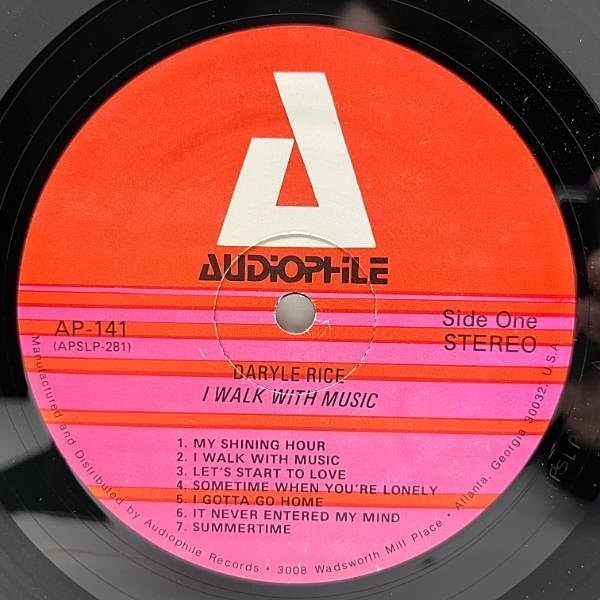 AUDIOPHILE
AP-141
(APSLP-281)
Side One
STEREO
DARYLE RICE
I WALK WITH MUSIC
1. MY SHINING HOUR
2. I WALK WITH MUSIC
3. LET'S START TO LOVE
4. SOMETIME WHEN YOU'RE LONELY
5. I GOTTA GO HOME
6. IT NEVER ENTERED MY MIND
7. SUMMERTIME
Manufactured and Distributed by Audiophile Records • 3008 Wadsworth Mill Place • Atlanta, Georgia 30032, U.S.A.